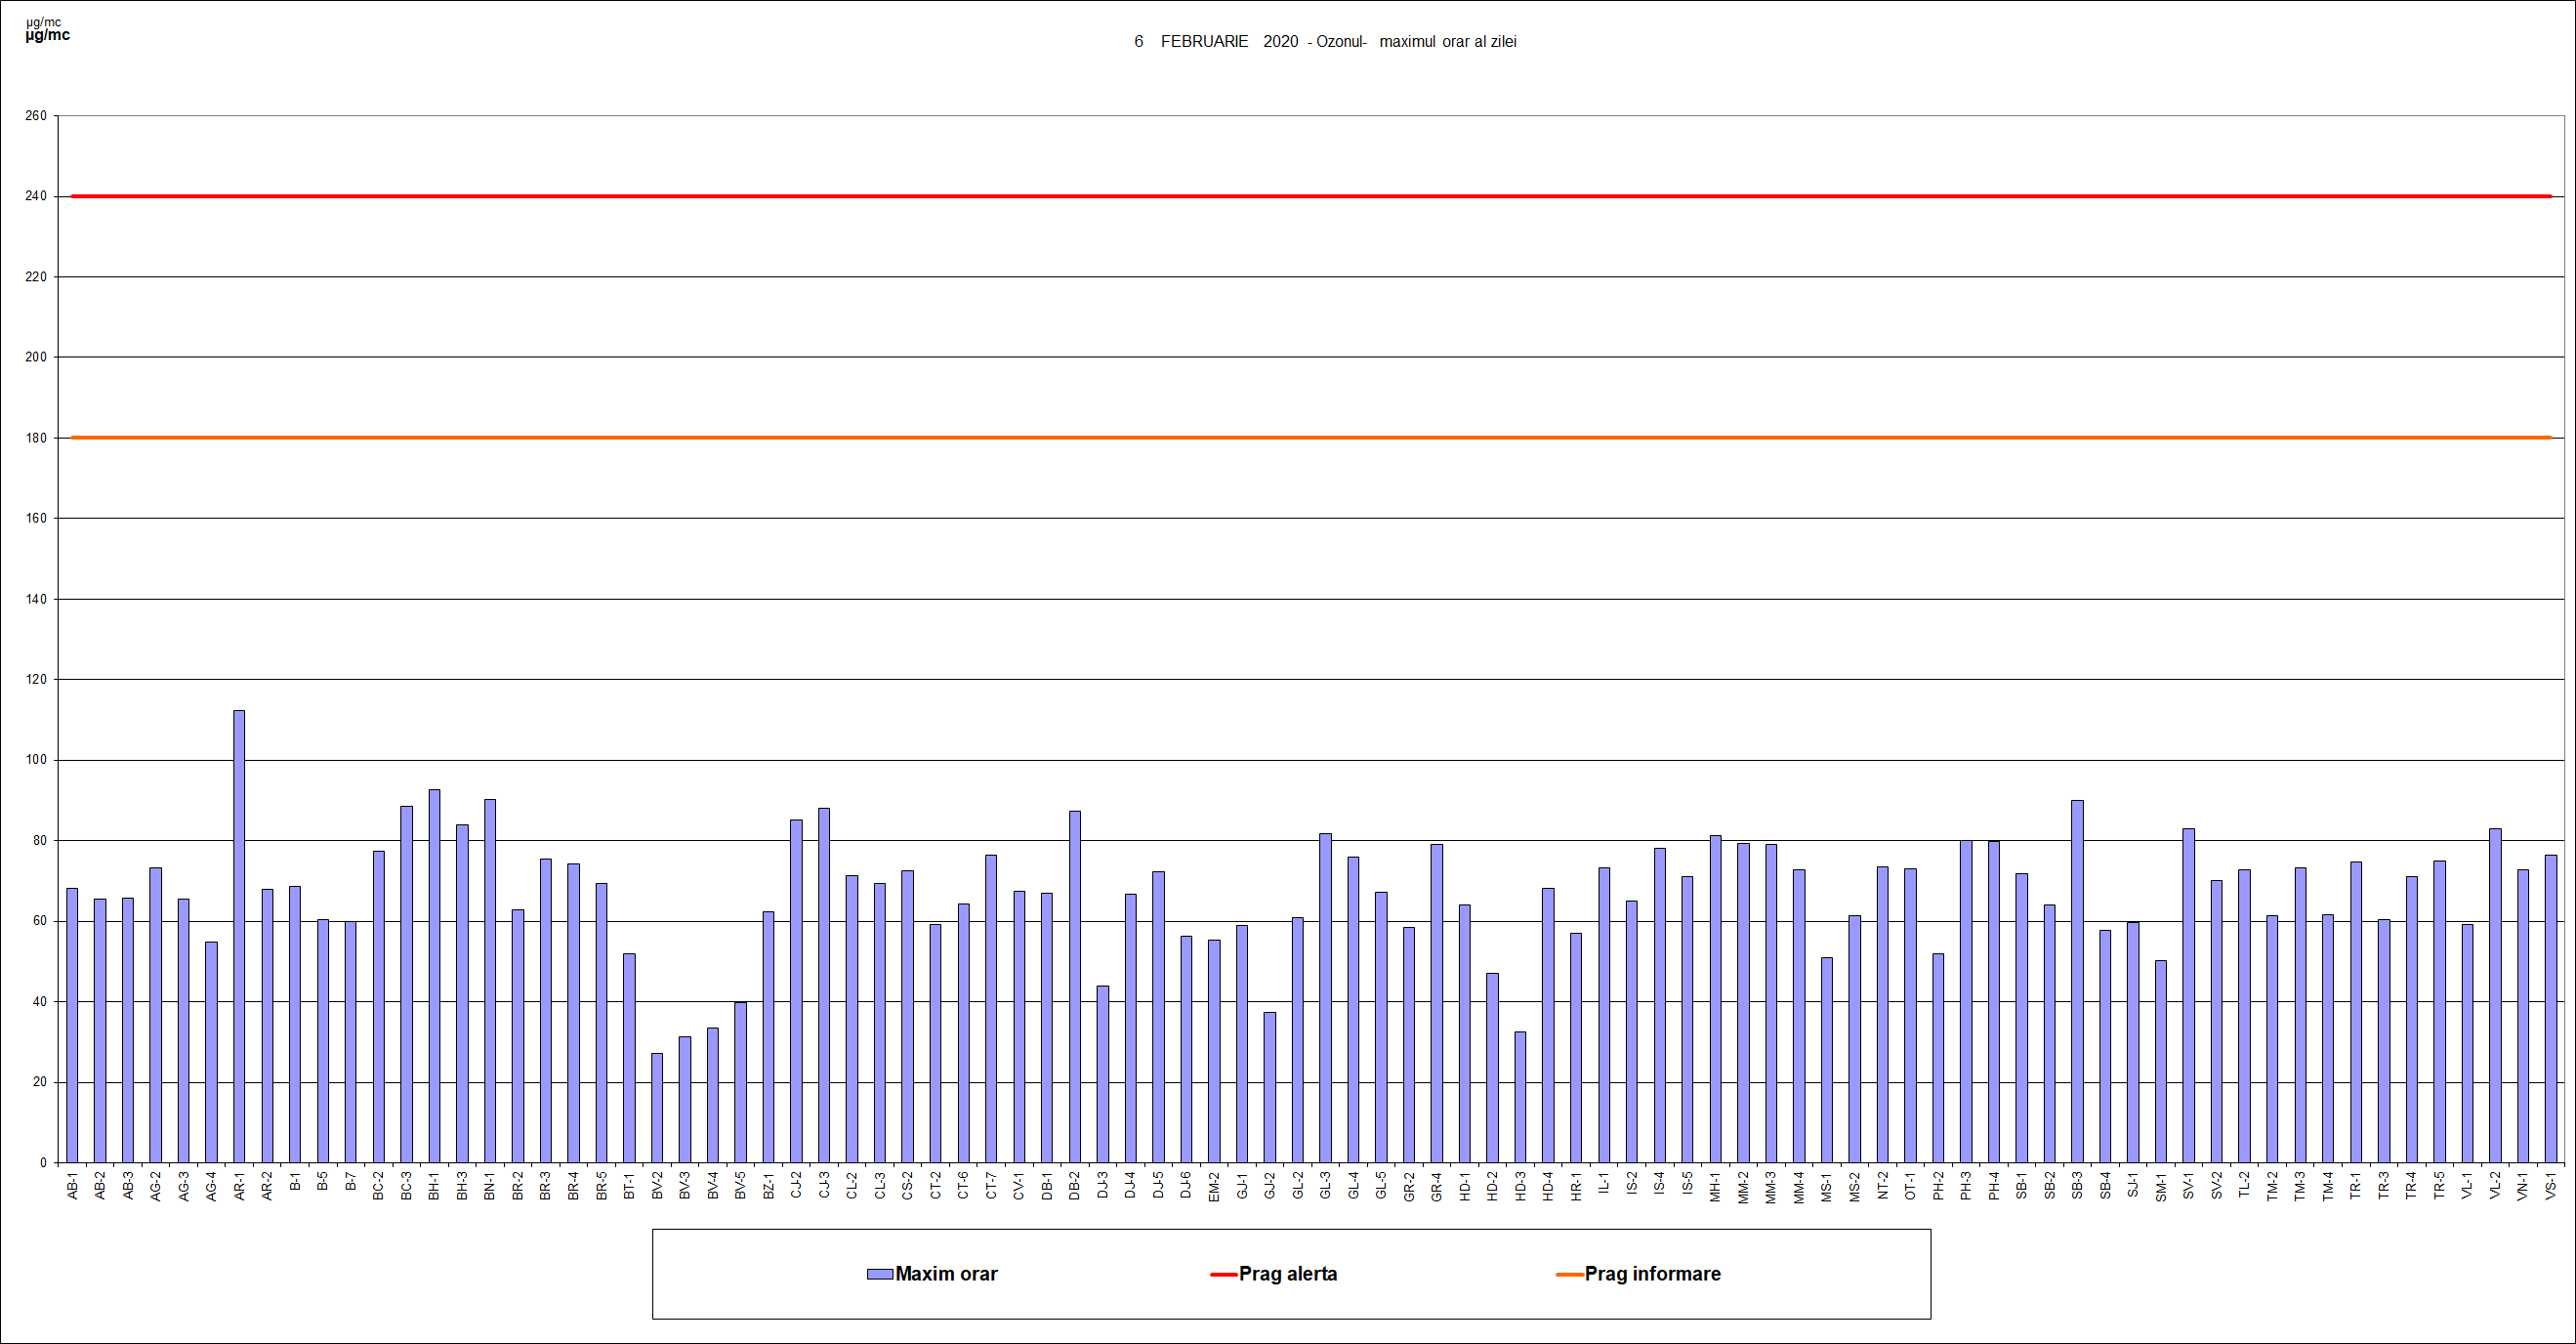 µg/mc
µg/mc
6 FEBRUARIE 2020 - Ozonul- maximul orar al zilei
260
240
220
200
180
160
140
120
100
80
60
40
20
0
AB-1
AB-2
AB-3
AG-2
AG-3
AG-4
AR-1
AR-2
B-1
B-5
B-7
BC-2
BC-3
BH-1
BH-3
BN-1
BR-2
BR-3
BR-4
BR-5
BT-1
BV-2
BV-3
BV-4
BV-5
BZ-1
CJ-2
CJ-3
CL-2
CL-3
CS-2
CT-2
CT-6
CT-7
CV-1
DB-1
DB-2
DJ-3
DJ-4
DJ-5
DJ-6
EM-2
GJ-1
GJ-2
GL-2
GL-3
GL-4
GL-5
GR-2
GR-4
HD-1
HD-2
HD-3
HD-4
HR-1
IL-1
IS-2
IS-4
IS-5
MH-1
MM-2
MM-3
MM-4
MS-1
MS-2
NT-2
OT-1
PH-2
PH-3
PH-4
SB-1
SB-2
SB-3
SB-4
SJ-1
SM-1
SV-1
SV-2
TL-2
TM-2
TM-3
TM-4
TR-1
TR-3
TR-4
TR-5
VL-1
VL-2
VN-1
VS-1
Maxim orar
Prag alerta
Prag informare